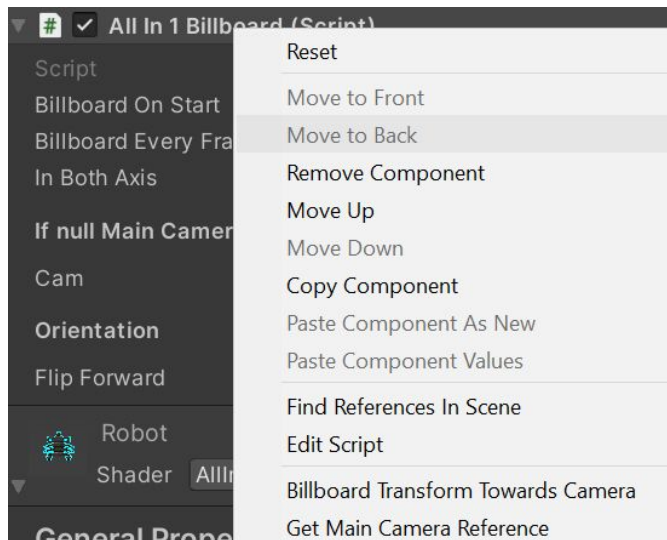 All In 1 Billboard (Script)
Script
Billboard On Start
Billboard Every Fra
In Both Axis
If null Main Camer
Cam
Orientation
Flip Forward
Robot
Shader AllIn
General Prope
Reset
Move to Front
Move to Back
Remove Component
Move Up
Move Down
Copy Component
Paste Component As New
Paste Component Values
Find References In Scene
Edit Script
Billboard Transform Towards Camera
Get Main Camera Reference